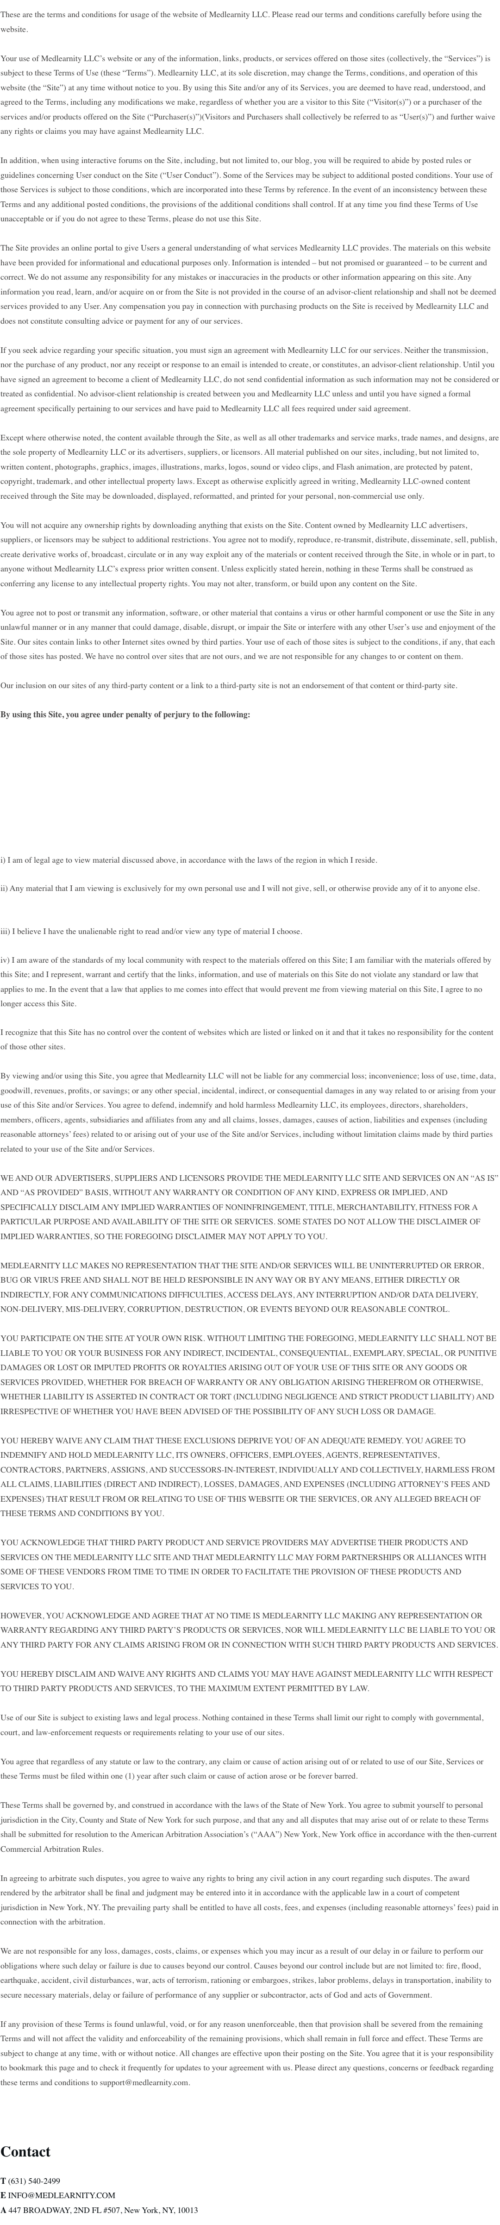 These are the terms and conditions for usage of the website of Medlearnity LLC. Please read our terms and conditions carefully before using the
website.
Your use of Medlearnity LLC’s website or any of the information, links, products, or services offered on those sites (collectively, the “Services”) is
subject to these Terms of Use (these “Terms”). Medlearnity LLC, at its sole discretion, may change the Terms, conditions, and operation of this
website (the “Site”) at any time without notice to you. By using this Site and/or any of its Services, you are deemed to have read, understood, and
agreed to the Terms, including any modifications we make, regardless of whether you are a visitor to this Site (“Visitor(s)”) or a purchaser of the
services and/or products offered on the Site (“Purchaser(s)”)(Visitors and Purchasers shall collectively be referred to as “User(s)”) and further waive
any rights or claims you may have against Medlearnity LLC.
In addition, when using interactive forums on the Site, including, but not limited to, our blog, you will be required to abide by posted rules or
guidelines concerning User conduct on the Site (“User Conduct”). Some of the Services may be subject to additional posted conditions. Your use of
those Services is subject to those conditions, which are incorporated into these Terms by reference. In the event of an inconsistency between these
Terms and any additional posted conditions, the provisions of the additional conditions shall control. If at any time you find these Terms of Use
unacceptable or if you do not agree to these Terms, please do not use this Site.
The Site provides an online portal to give Users a general understanding of what services Medlearnity LLC provides. The materials on this website
have been provided for informational and educational purposes only. Information is intended – but not promised or guaranteed – to be current and
correct. We do not assume any responsibility for any mistakes or inaccuracies in the products or other information appearing on this site. Any
information you read, learn, and/or acquire on or from the Site is not provided in the course of an advisor-client relationship and shall not be deemed
services provided to any User. Any compensation you pay in connection with purchasing products on the Site is received by Medlearnity LLC and
does not constitute consulting advice or payment for any of our services.
If you seek advice regarding your specific situation, you must sign an agreement with Medlearnity LLC for our services. Neither the transmission,
nor the purchase of any product, nor any receipt or response to an email is intended to create, or constitutes, an advisor-client relationship. Until you
have signed an agreement to become a client of Medlearnity LLC, do not send confidential information as such information may not be considered or
treated as confidential. No advisor-client relationship is created between you and Medlearnity LLC unless and until you have signed a formal
agreement specifically pertaining to our services and have paid to Medlearnity LLC all fees required under said agreement.
Except where otherwise noted, the content available through the Site, as well as all other trademarks and service marks, trade names, and designs, are
the sole property of Medlearnity LLC or its advertisers, suppliers, or licensors. All material published on our sites, including, but not limited to,
written content, photographs, graphics, images, illustrations, marks, logos, sound or video clips, and Flash animation, are protected by patent,
copyright, trademark, and other intellectual property laws. Except as otherwise explicitly agreed in writing, Medlearnity LLC-owned content
received through the Site may be downloaded, displayed, reformatted, and printed for your personal, non-commercial use only.
You will not acquire any ownership rights by downloading anything that exists on the Site. Content owned by Medlearnity LLC advertisers,
suppliers, or licensors may be subject to additional restrictions. You agree not to modify, reproduce, re-transmit, distribute, disseminate, sell, publish,
create derivative works of, broadcast, circulate or in any way exploit any of the materials or content received through the Site, in whole or in part, to
anyone without Medlearnity LLC’s express prior written consent. Unless explicitly stated herein, nothing in these Terms shall be construed as
conferring any license to any intellectual property rights. You may not alter, transform, or build upon any content on the Site.
You agree not to post or transmit any information, software, or other material that contains a virus or other harmful component or use the Site in any
unlawful manner or in any manner that could damage, disable, disrupt, or impair the Site or interfere with any other User’s use and enjoyment of the
Site. Our sites contain links to other Internet sites owned by third parties. Your use of each of those sites is subject to the conditions, if any, that each
of those sites has posted. We have no control over sites that are not ours, and we are not responsible for any changes to or content on them.
Our inclusion on our sites of any third-party content or a link to a third-party site is not an endorsement of that content or third-party site.
By using this Site, you agree under penalty of perjury to the following:
i) I am of legal age to view material discussed above, in accordance with the laws of the region in which I reside.
ii) Any material that I am viewing is exclusively for my own personal use and I will not give, sell, or otherwise provide any of it to anyone else.
iii) I believe I have the unalienable right to read and/or view any type of material I choose.
iv) I am aware of the standards of my local community with respect to the materials offered on this Site; I am familiar with the materials offered by
this Site; and I represent, warrant and certify that the links, information, and use of materials on this Site do not violate any standard or law that
applies to me. In the event that a law that applies to me comes into effect that would prevent me from viewing material on this Site, I agree to no
longer access this Site.
I recognize that this Site has no control over the content of websites which are listed or linked on it and that it takes no responsibility for the content
of those other sites.
By viewing and/or using this Site, you agree that Medlearnity LLC will not be liable for any commercial loss; inconvenience; loss of use, time, data,
goodwill, revenues, profits, or savings; or any other special, incidental, indirect, or consequential damages in any way related to or arising from your
use of this Site and/or Services. You agree to defend, indemnify and hold harmless Medlearnity LLC, its employees, directors, shareholders,
members, officers, agents, subsidiaries and affiliates from any and all claims, losses, damages, causes of action, liabilities and expenses (including
reasonable attorneys’ fees) related to or arising out of your use of the Site and/or Services, including without limitation claims made by third parties
related to your use of the Site and/or Services.
WE AND OUR ADVERTISERS, SUPPLIERS AND LICENSORS PROVIDE THE MEDLEARNITY LLC SITE AND SERVICES ON AN “AS IS”
AND “AS PROVIDED” BASIS, WITHOUT ANY WARRANTY OR CONDITION OF ANY KIND, EXPRESS OR IMPLIED, AND
SPECIFICALLY DISCLAIM ANY IMPLIED WARRANTIES OF NONINFRINGEMENT, TITLE, MERCHANTABILITY, FITNESS FOR A
PARTICULAR PURPOSE AND AVAILABILITY OF THE SITE OR SERVICES. SOME STATES DO NOT ALLOW THE DISCLAIMER OF
IMPLIED WARRANTIES, SO THE FOREGOING DISCLAIMER MAY NOT APPLY TO YOU.
MEDLEARNITY LLC MAKES NO REPRESENTATION THAT THE SITE AND/OR SERVICES WILL BE UNINTERRUPTED OR ERROR,
BUG OR VIRUS FREE AND SHALL NOT BE HELD RESPONSIBLE IN ANY WAY OR BY ANY MEANS, EITHER DIRECTLY OR
INDIRECTLY, FOR ANY COMMUNICATIONS DIFFICULTIES, ACCESS DELAYS, ANY INTERRUPTION AND/OR DATA DELIVERY,
NON-DELIVERY, MIS-DELIVERY, CORRUPTION, DESTRUCTION, OR EVENTS BEYOND OUR REASONABLE CONTROL.
YOU PARTICIPATE ON THE SITE AT YOUR OWN RISK. WITHOUT LIMITING THE FOREGOING, MEDLEARNITY LLC SHALL NOT BE
LIABLE TO YOU OR YOUR BUSINESS FOR ANY INDIRECT, INCIDENTAL, CONSEQUENTIAL, EXEMPLARY, SPECIAL, OR PUNITIVE
DAMAGES OR LOST OR IMPUTED PROFITS OR ROYALTIES ARISING OUT OF YOUR USE OF THIS SITE OR ANY GOODS OR
SERVICES PROVIDED, WHETHER FOR BREACH OF WARRANTY OR ANY OBLIGATION ARISING THEREFROM OR OTHERWISE,
WHETHER LIABILITY IS ASSERTED IN CONTRACT OR TORT (INCLUDING NEGLIGENCE AND STRICT PRODUCT LIABILITY) AND
IRRESPECTIVE OF WHETHER YOU HAVE BEEN ADVISED OF THE POSSIBILITY OF ANY SUCH LOSS OR DAMAGE.
YOU HEREBY WAIVE ANY CLAIM THAT THESE EXCLUSIONS DEPRIVE YOU OF AN ADEQUATE REMEDY. YOU AGREE TO
INDEMNIFY AND HOLD MEDLEARNITY LLC, ITS OWNERS, OFFICERS, EMPLOYEES, AGENTS, REPRESENTATIVES,
CONTRACTORS, PARTNERS, ASSIGNS, AND SUCCESSORS-IN-INTEREST, INDIVIDUALLY AND COLLECTIVELY, HARMLESS FROM
ALL CLAIMS, LIABILITIES (DIRECT AND INDIRECT), LOSSES, DAMAGES, AND EXPENSES (INCLUDING ATTORNEY’S FEES AND
EXPENSES) THAT RESULT FROM OR RELATING TO USE OF THIS WEBSITE OR THE SERVICES, OR ANY ALLEGED BREACH OF
THESE TERMS AND CONDITIONS BY YOU.
YOU ACKNOWLEDGE THAT THIRD PARTY PRODUCT AND SERVICE PROVIDERS MAY ADVERTISE THEIR PRODUCTS AND
SERVICES ON THE MEDLEARNITY LLC SITE AND THAT MEDLEARNITY LLC MAY FORM PARTNERSHIPS OR ALLIANCES WITH
SOME OF THESE VENDORS FROM TIME TO TIME IN ORDER TO FACILITATE THE PROVISION OF THESE PRODUCTS AND
SERVICES TO YOU.
HOWEVER, YOU ACKNOWLEDGE AND AGREE THAT AT NO TIME IS MEDLEARNITY LLC MAKING ANY REPRESENTATION OR
WARRANTY REGARDING ANY THIRD PARTY’S PRODUCTS OR SERVICES, NOR WILL MEDLEARNITY LLC BE LIABLE TO YOU OR
ANY THIRD PARTY FOR ANY CLAIMS ARISING FROM OR IN CONNECTION WITH SUCH THIRD PARTY PRODUCTS AND SERVICES.
YOU HEREBY DISCLAIM AND WAIVE ANY RIGHTS AND CLAIMS YOU MAY HAVE AGAINST MEDLEARNITY LLC WITH RESPECT
TO THIRD PARTY PRODUCTS AND SERVICES, TO THE MAXIMUM EXTENT PERMITTED BY LAW.
Use of our Site is subject to existing laws and legal process. Nothing contained in these Terms shall limit our right to comply with governmental,
court, and law-enforcement requests or requirements relating to your use of our sites.
You agree that regardless of any statute or law to the contrary, any claim or cause of action arising out of or related to use of our Site, Services or
these Terms must be filed within one (1) year after such claim or cause of action arose or be forever barred.
These Terms shall be governed by, and construed in accordance with the laws of the State of New York. You agree to submit yourself to personal
jurisdiction in the City, County and State of New York for such purpose, and that any and all disputes that may arise out of or relate to these Terms
shall be submitted for resolution to the American Arbitration Association’s (“AAA”) New York, New York office in accordance with the then-current
Commercial Arbitration Rules.
In agreeing to arbitrate such disputes, you agree to waive any rights to bring any civil action in any court regarding such disputes. The award
rendered by the arbitrator shall be final and judgment may be entered into it in accordance with the applicable law in a court of competent
jurisdiction in New York, NY. The prevailing party shall be entitled to have all costs, fees, and expenses (including reasonable attorneys’ fees) paid in
connection with the arbitration.
We are not responsible for any loss, damages, costs, claims, or expenses which you may incur as a result of our delay in or failure to perform our
obligations where such delay or failure is due to causes beyond our control. Causes beyond our control include but are not limited to: fire, flood,
earthquake, accident, civil disturbances, war, acts of terrorism, rationing or embargoes, strikes, labor problems, delays in transportation, inability to
secure necessary materials, delay or failure of performance of any supplier or subcontractor, acts of God and acts of Government.
If any provision of these Terms is found unlawful, void, or for any reason unenforceable, then that provision shall be severed from the remaining
Terms and will not affect the validity and enforceability of the remaining provisions, which shall remain in full force and effect. These Terms are
subject to change at any time, with or without notice. All changes are effective upon their posting on the Site. You agree that it is your responsibility
to bookmark this page and to check it frequently for updates to your agreement with us. Please direct any questions, concerns or feedback regarding
these terms and conditions to support@medlearnity.com.
Contact
T (631) 540-2499
E INFO@MEDLEARNITY.COM
A 447 BROADWAY, 2ND FL #507, New York, NY, 10013